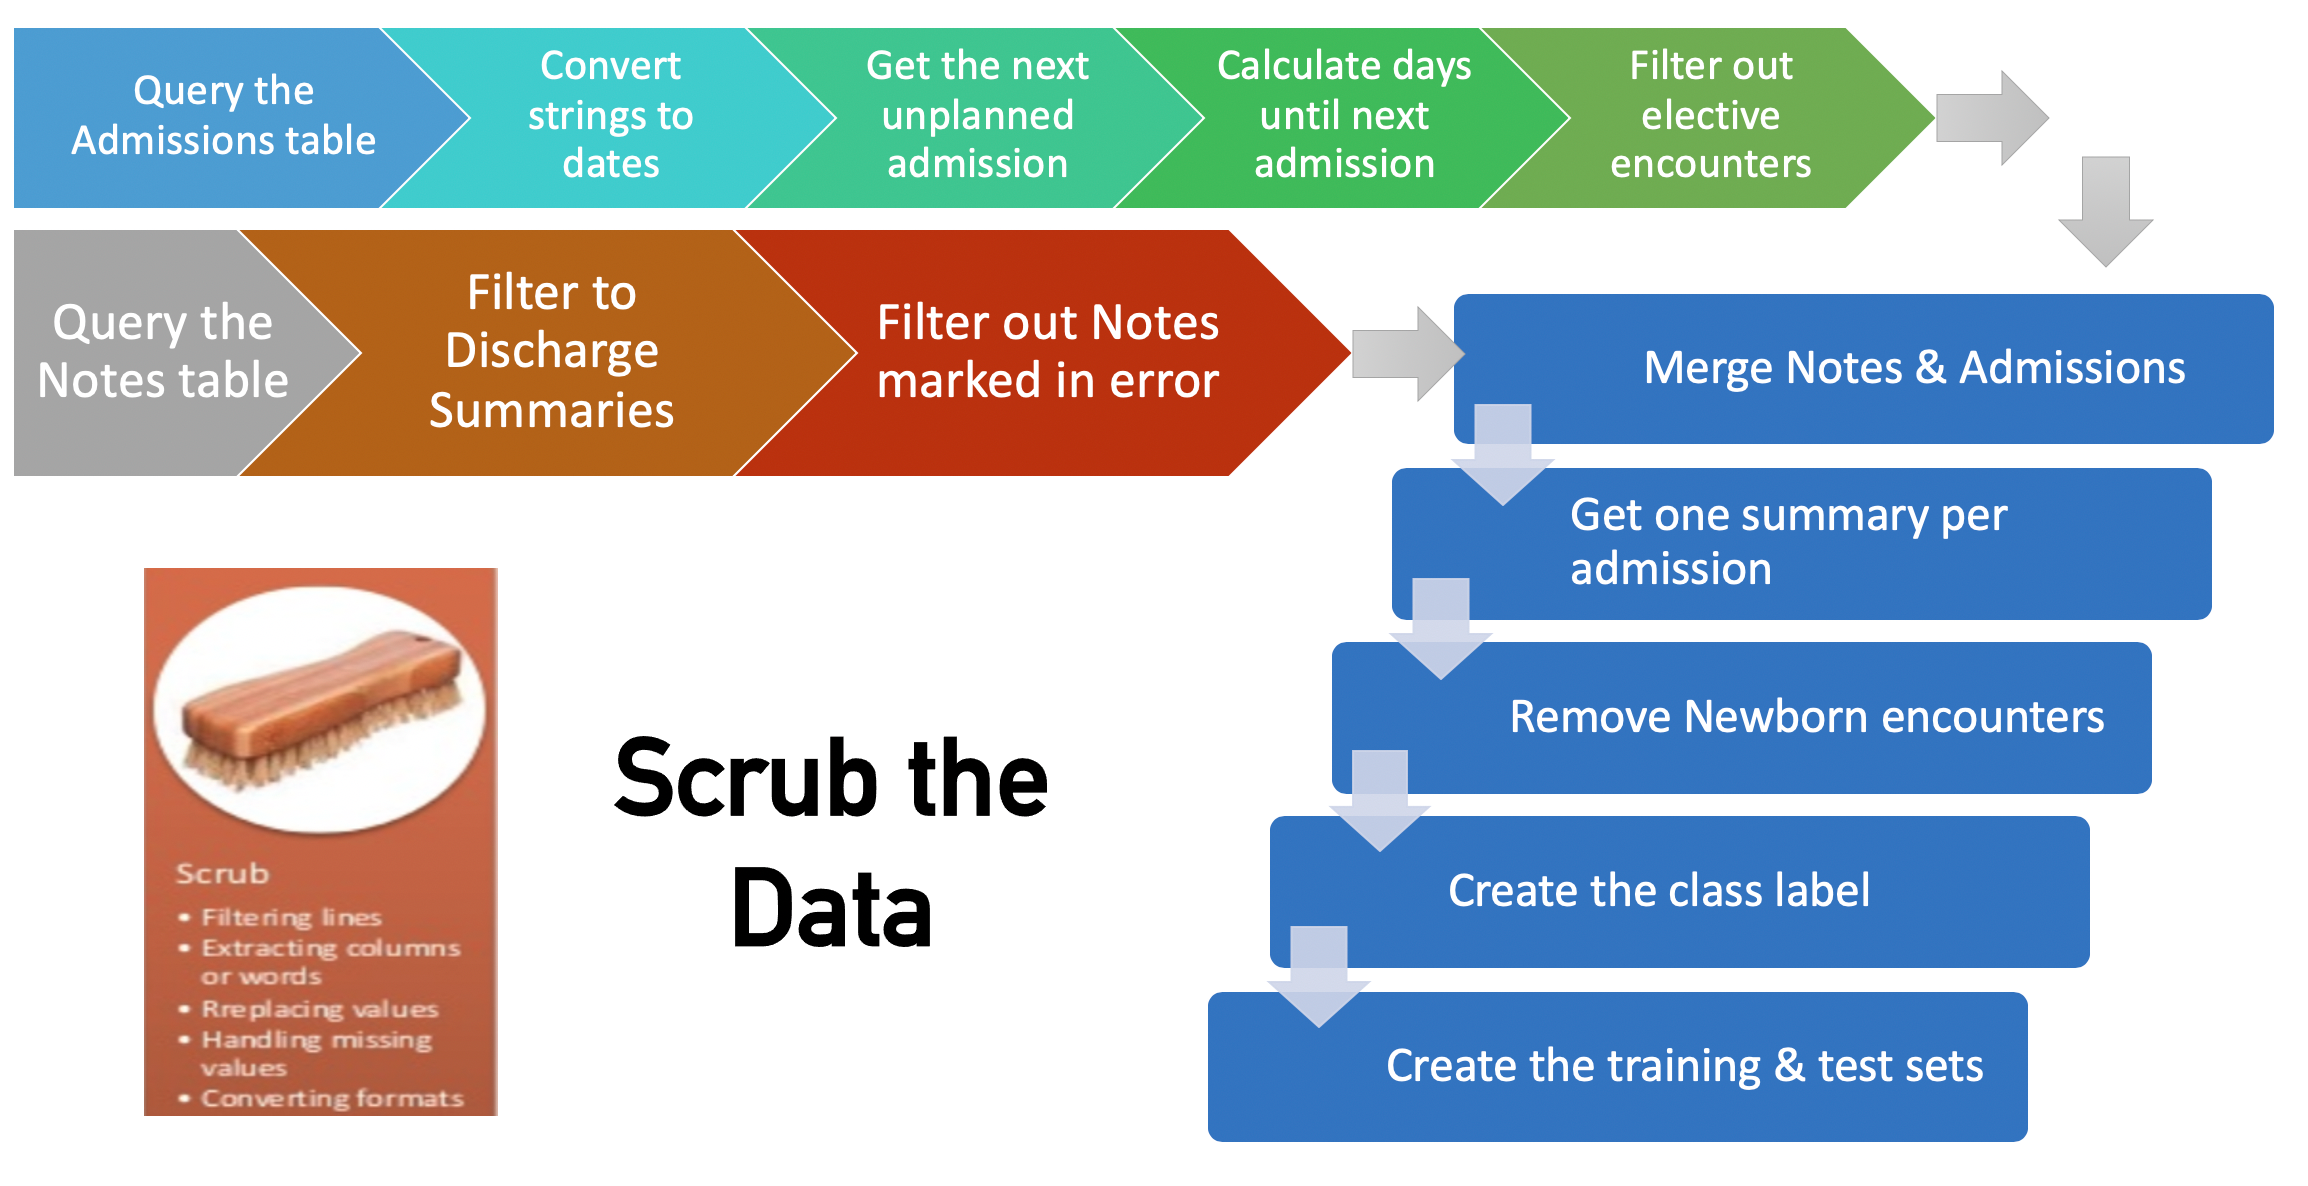 Query the
Admissions table
Convert
strings to
dates
Get the next
unplanned
admission
Calculate days
until next
admission
Filter out
elective
encounters
Query the
Notes table
Filter to
Discharge
Summaries
Filter out Notes
marked in error
Merge Notes & Admissions
Get one summary per
admission
Remove Newborn encounters
Create the class label
Create the training & test sets
Scrub the
Data
Scrub
• Filtering lines
• Extracting columns
or words
• Rreplacing values
• Handling missing
values
• Converting formats